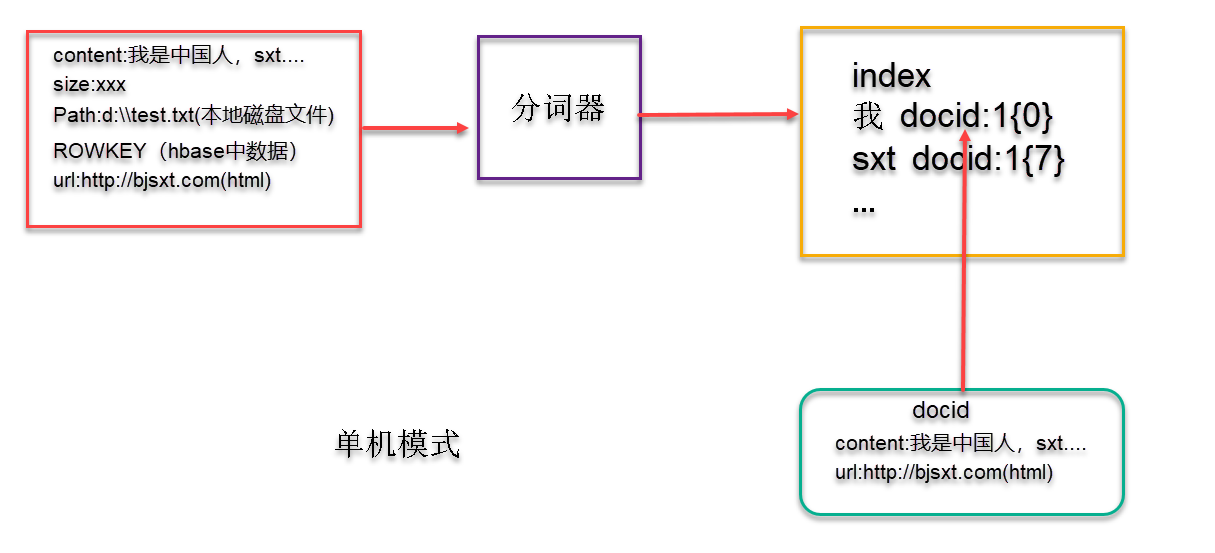 content:我是中国人，sxt....
size:xxx
Path:d:\\test.txt(本地磁盘文件)
ROWKEY（hbase中数据）
url:http://bjsxt.com(html)
分词器
index
我 docid:1{0}
sxt docid:1{7}
...
单机模式
docid
content:我是中国人，sxt....
url:http://bjsxt.com(html)